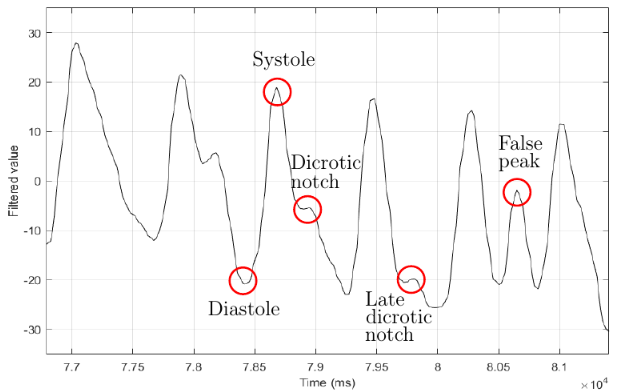 30
20
10
0
-10
-20
-30
Filtered value
Systole
Dicrotic
notch
False
peak
Diastole
Late
dicrotic
notch
7.7
7.75
7.8
7.85
7.9
7.95
8
8.05
8.1
×10⁴
Time (ms)